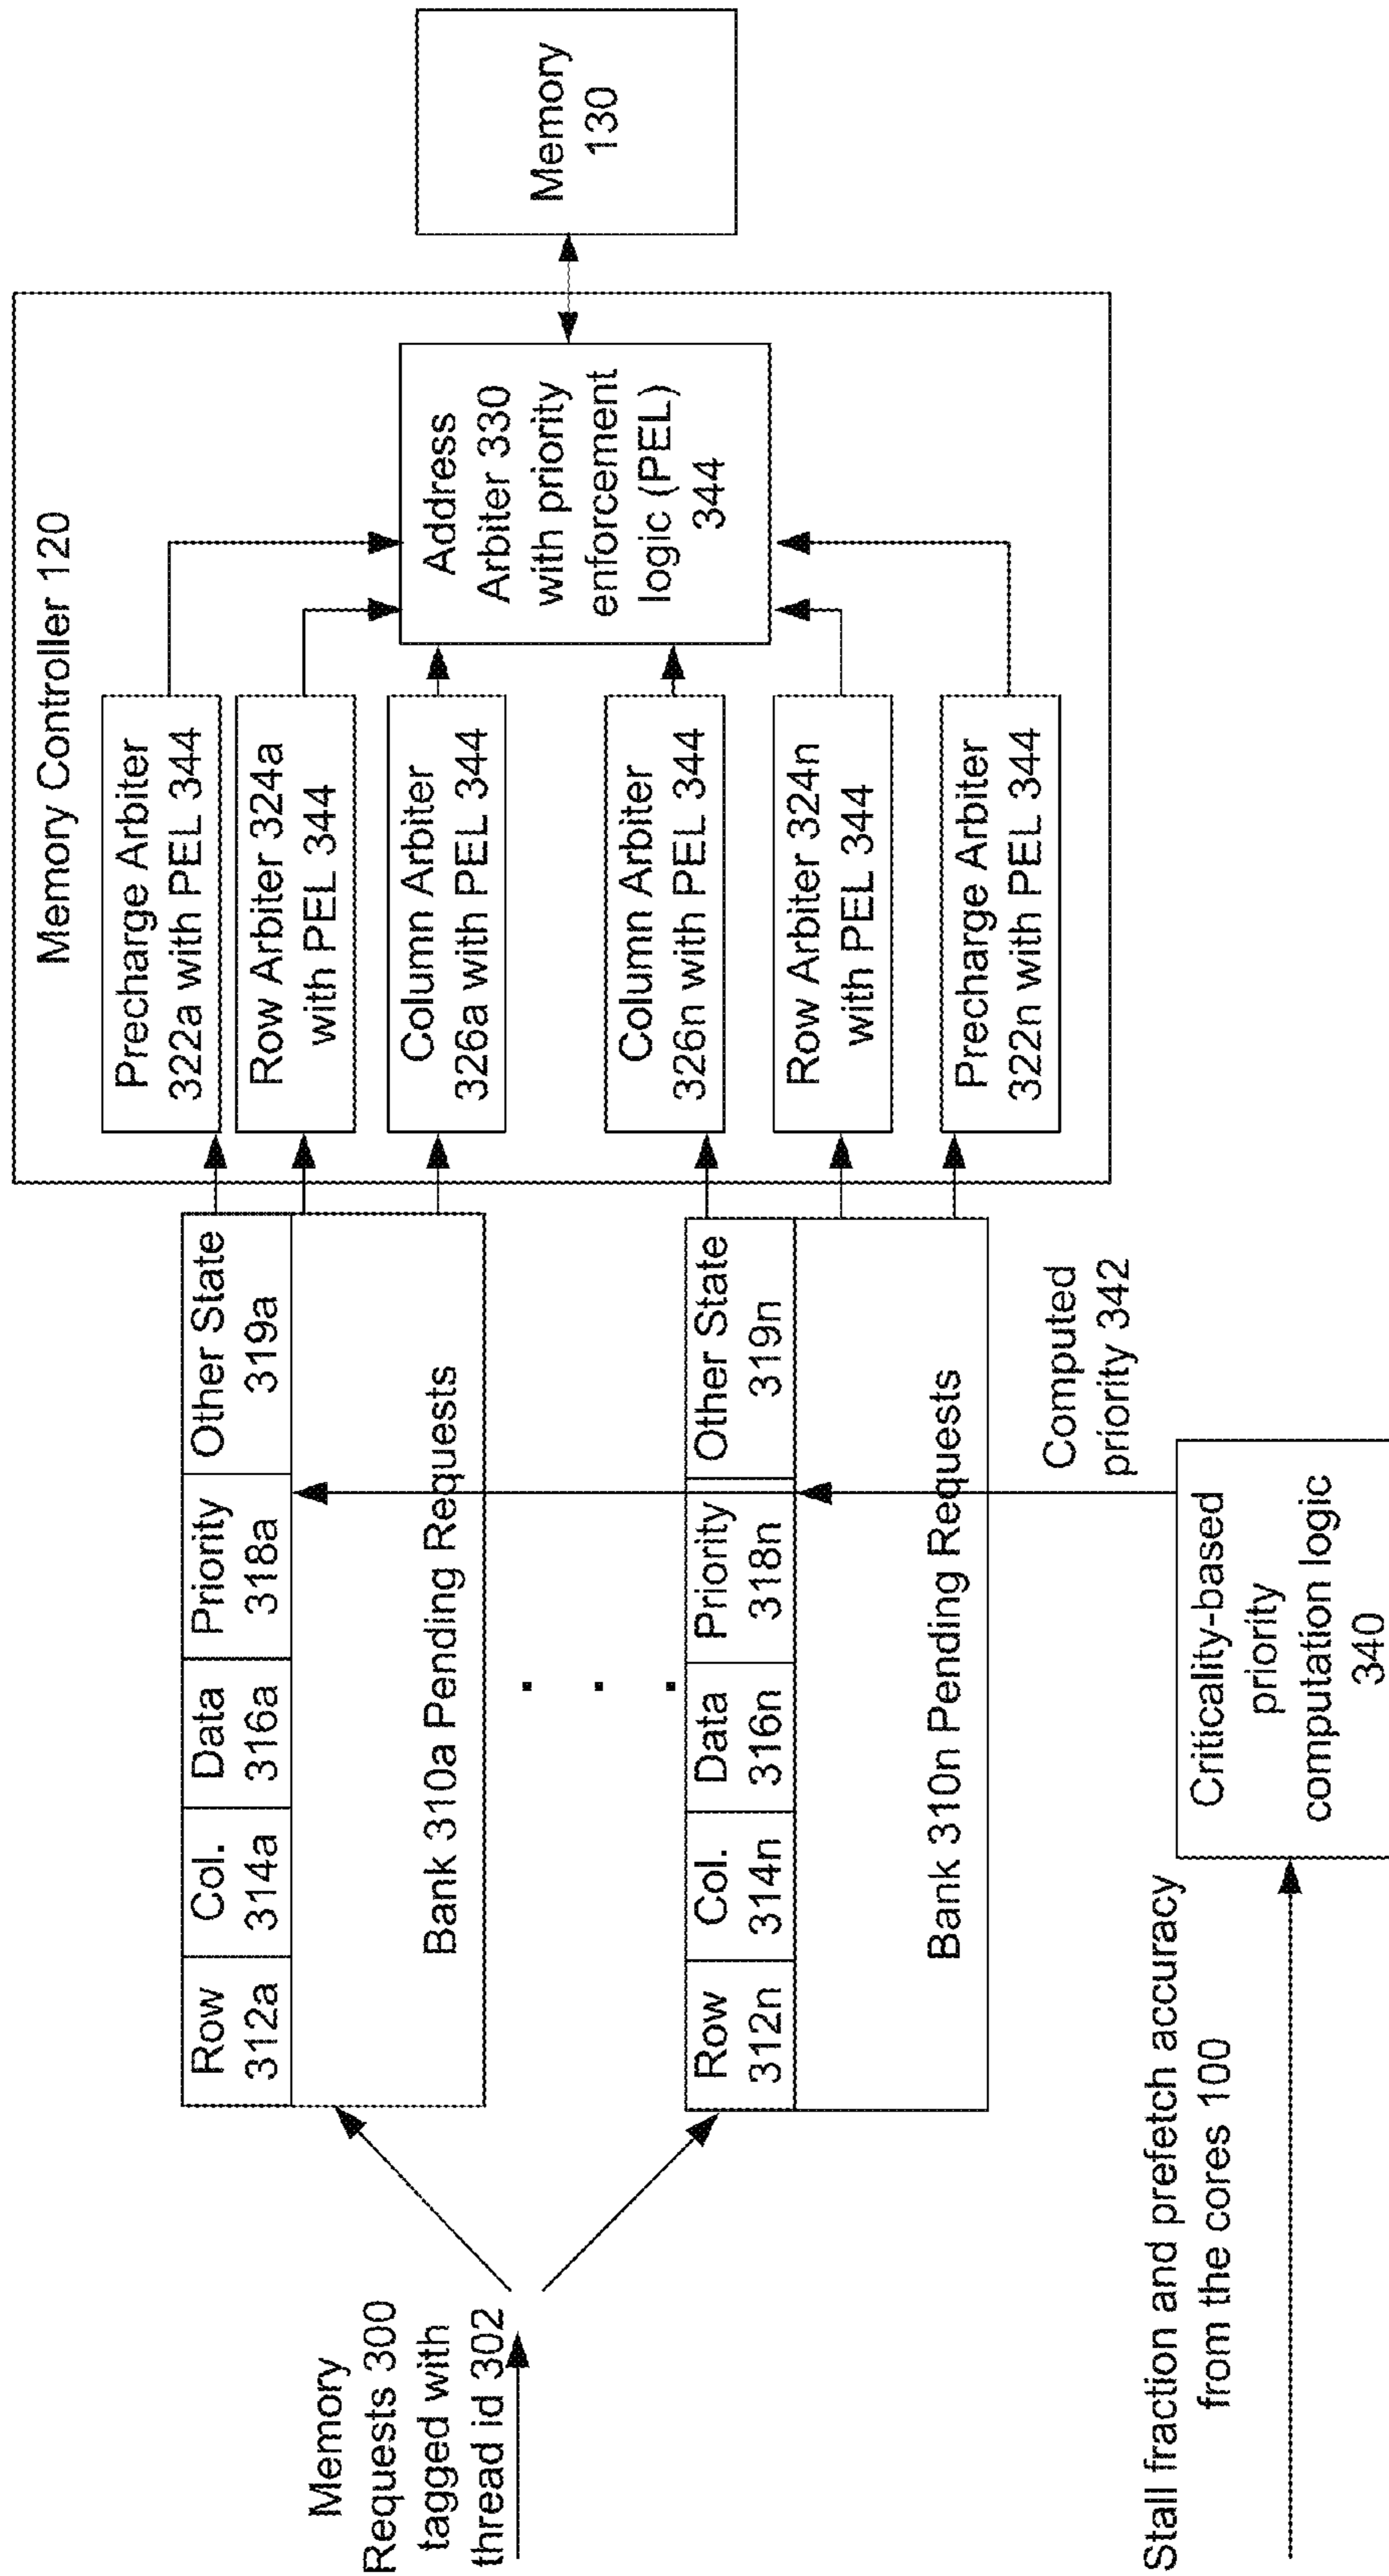 Memory
Requests 300
tagged with
thread id 302
Row
312a
Col.
314a
Data
316a
Priority
318a
Other State
319a
Bank 310a Pending Requests
Row
312n
Col.
314n
Data
316n
Priority
318n
Other State
319n
Bank 310n Pending Requests
Computed
priority 342
Stall fraction and prefetch accuracy
from the cores 100
Criticality-based
priority
computation logic
340
Memory Controller 120
Precharge Arbiter
322a with PEL 344
Row Arbiter 324a
with PEL 344
Column Arbiter
326a with PEL 344
Column Arbiter
326n with PEL 344
Row Arbiter 324n
with PEL 344
Precharge Arbiter
322n with PEL 344
Address
Arbiter 330
with priority
enforcement
logic (PEL)
344
Memory
130